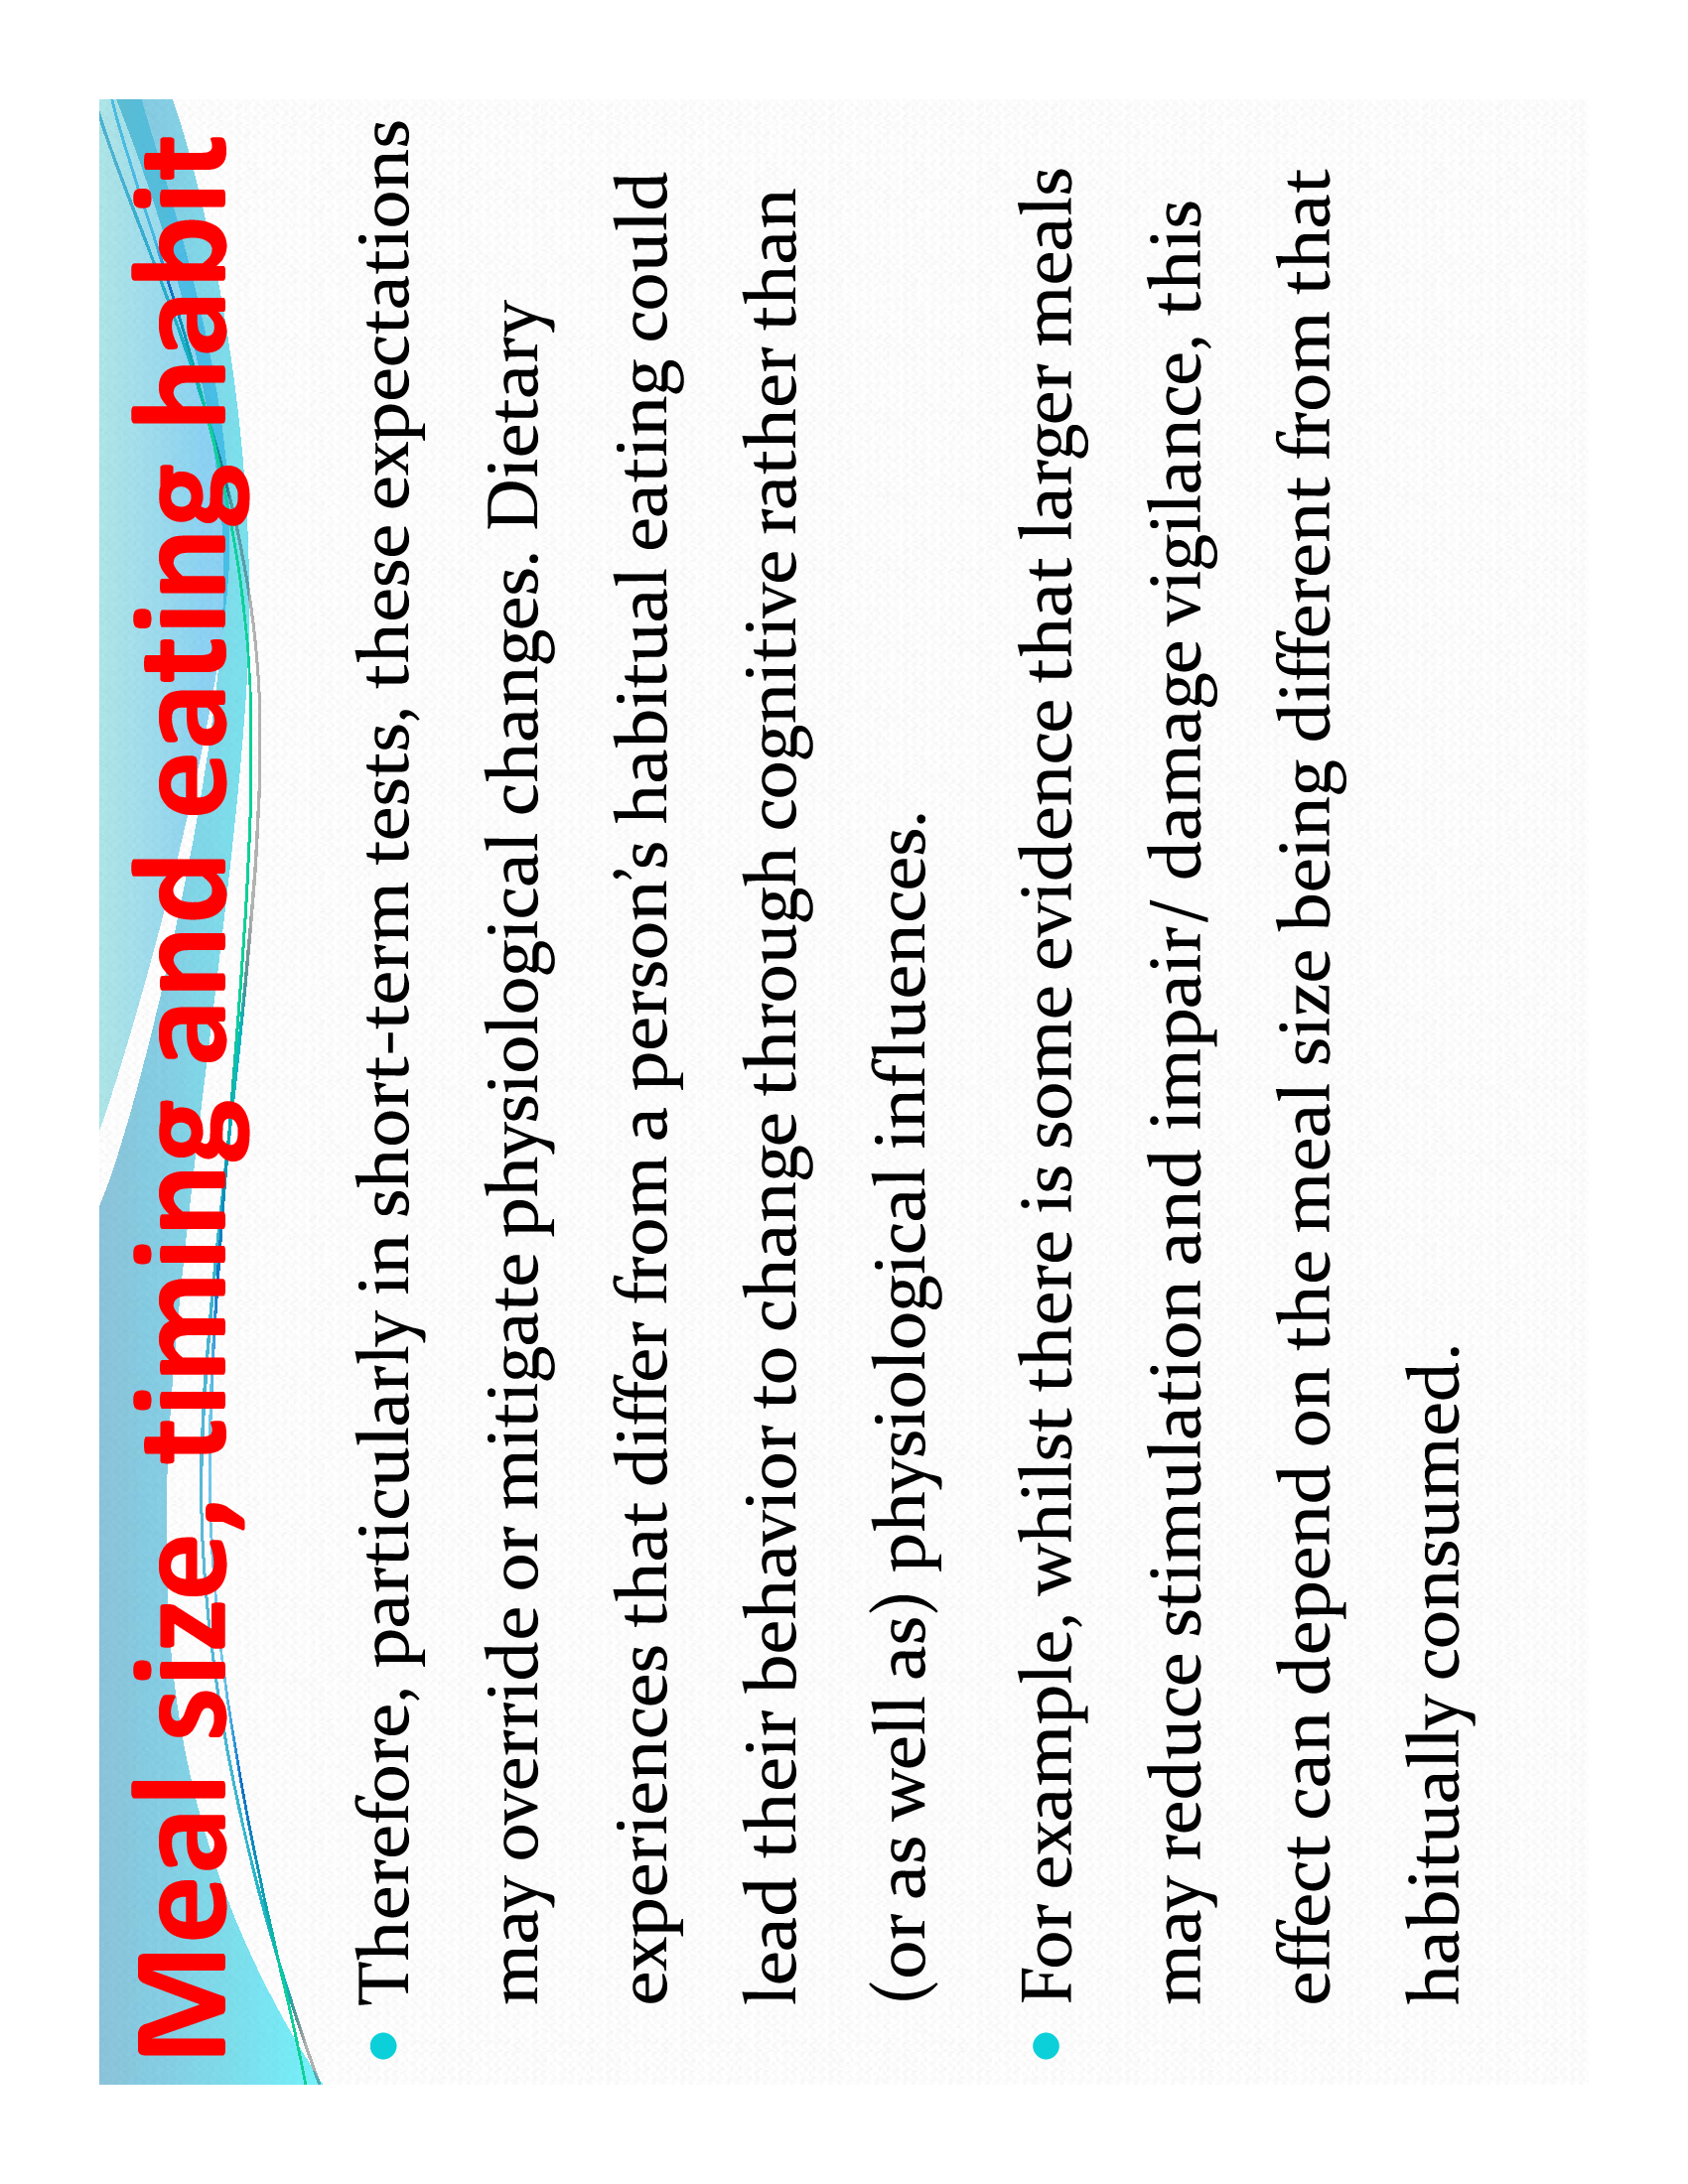 Meal size, timing and eating habit
• Therefore, particularly in short-term tests, these expectations
may override or mitigate physiological changes. Dietary
experiences that differ from a person’s habitual eating could
lead their behavior to change through cognitive rather than
(or as well as) physiological influences.
• For example, whilst there is some evidence that larger meals
may reduce stimulation and impair/ damage vigilance, this
effect can depend on the meal size being different from that
habitually consumed.